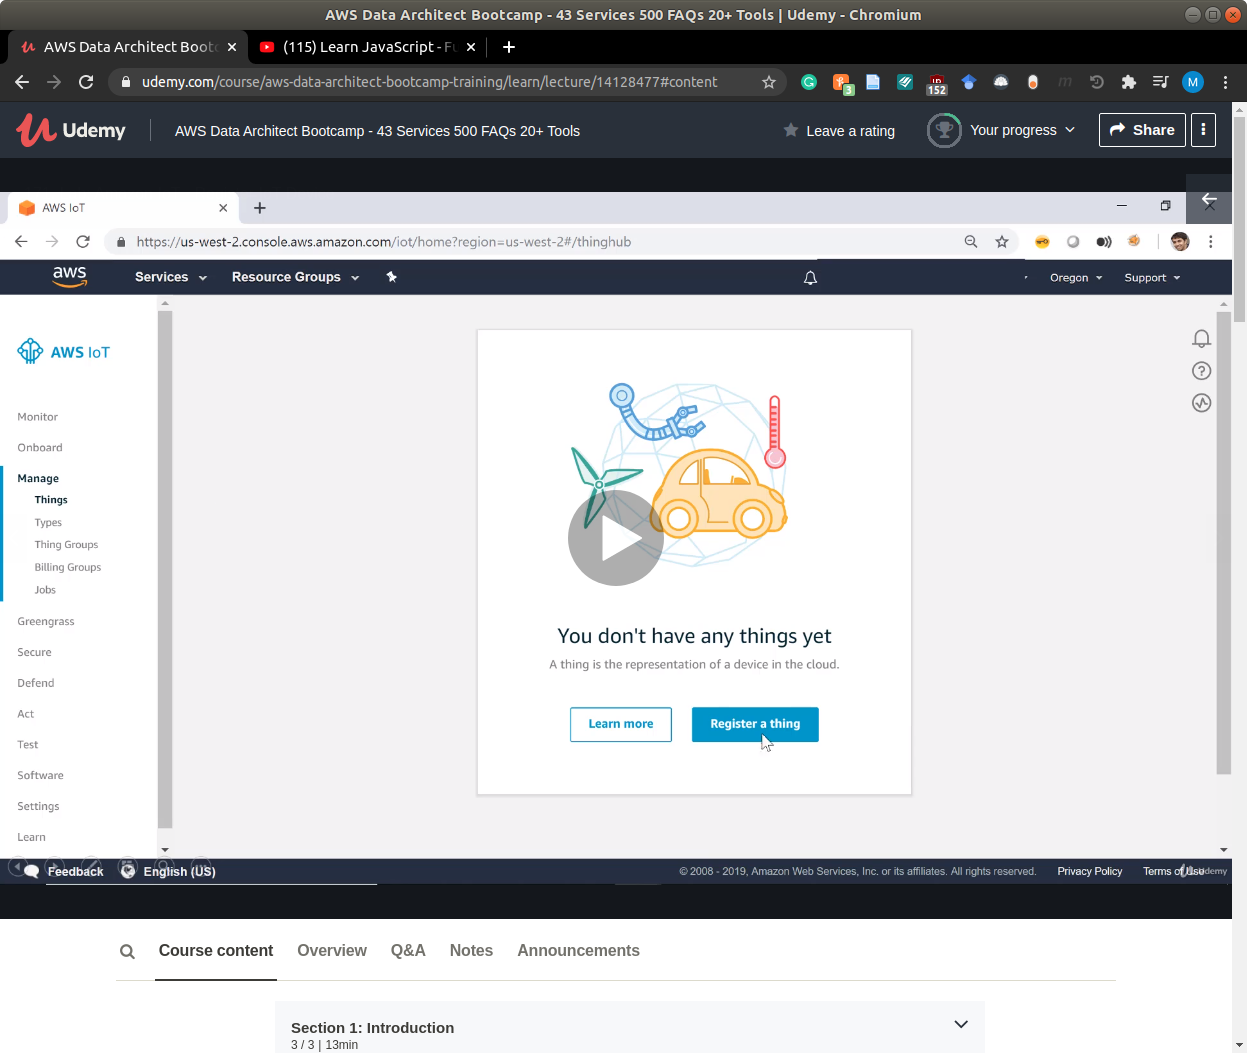 AWS Data Architect Bootcamp - 43 Services 500 FAQs 20+ Tools | Udemy - Chromium
AWS Data Architect Bootc
(115) Learn JavaScript - Fu
udemy.com/course/aws-data-architect-bootcamp-training/learn/lecture/14128477#content
3
152
M
Udemy
AWS Data Architect Bootcamp - 43 Services 500 FAQs 20+ Tools
Leave a rating
Your progress
Share
AWS IoT
https://us-west-2.console.aws.amazon.com/iot/home?region=us-west-2#/thinghub
aws
Services
Resource Groups
Oregon
Support
AWS IoT
Monitor
Onboard
Manage
Things
Types
Thing Groups
Billing Groups
Jobs
Greengrass
Secure
Defend
Act
Test
Software
Settings
Learn
You don't have any things yet
A thing is the representation of a device in the cloud.
Learn more
Register a thing
Feedback
English (US)
© 2008 - 2019, Amazon Web Services, Inc. or its affiliates. All rights reserved.
Privacy Policy
Terms of Use
Udemy
Course content
Overview
Q&A
Notes
Announcements
Section 1: Introduction
3 / 3 | 13min